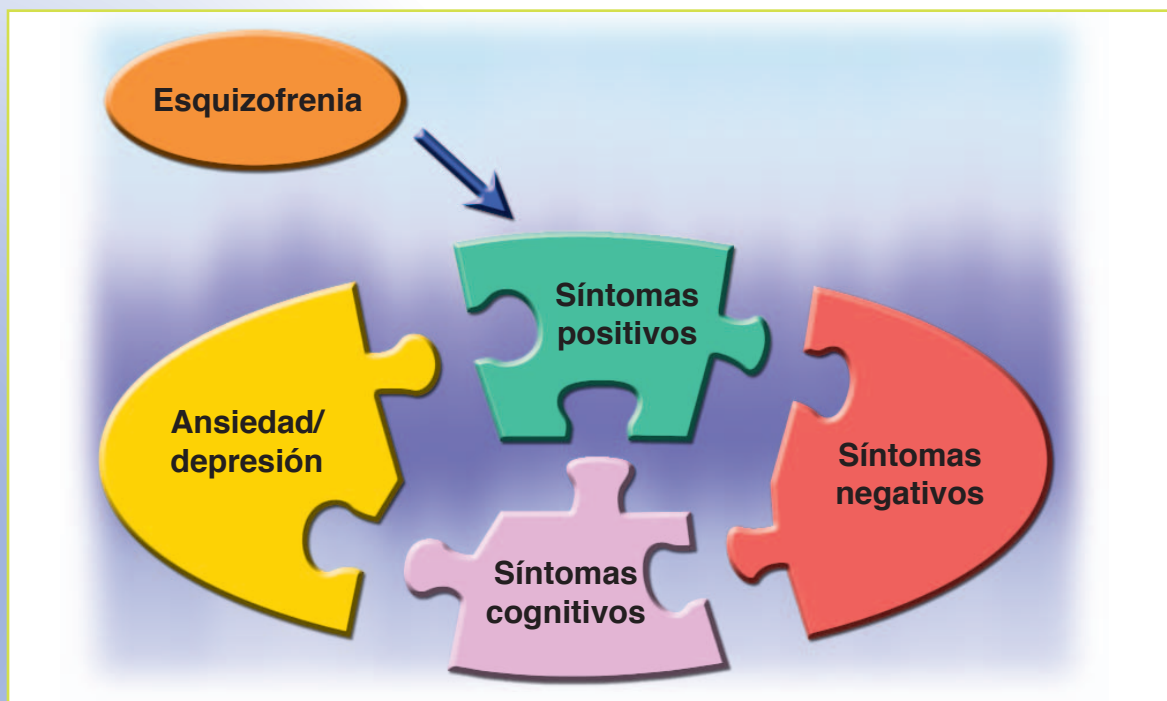 Esquizofrenia
Síntomas
positivos
Ansiedad/
depresión
Síntomas
negativos
Síntomas
cognitivos